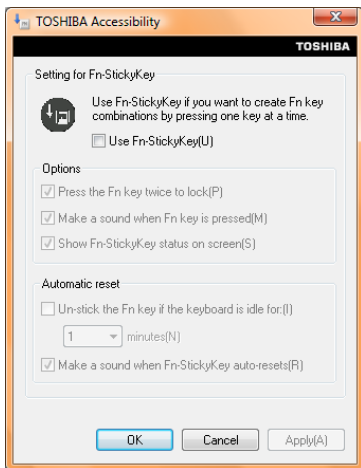 TOSHIBA Accessibility
TOSHIBA
Setting for Fn-StickyKey
Use Fn-StickyKey if you want to create Fn key
combinations by pressing one key at a time.
Use Fn-StickyKey(U)
Options
Press the Fn key twice to lock(P)
Make a sound when Fn key is pressed(M)
Show Fn-StickyKey status on screen(S)
Automatic reset
Un-stick the Fn key if the keyboard is idle for:(I)
1 minutes(N)
Make a sound when Fn-StickyKey auto-resets(R)
OK Cancel Apply(A)